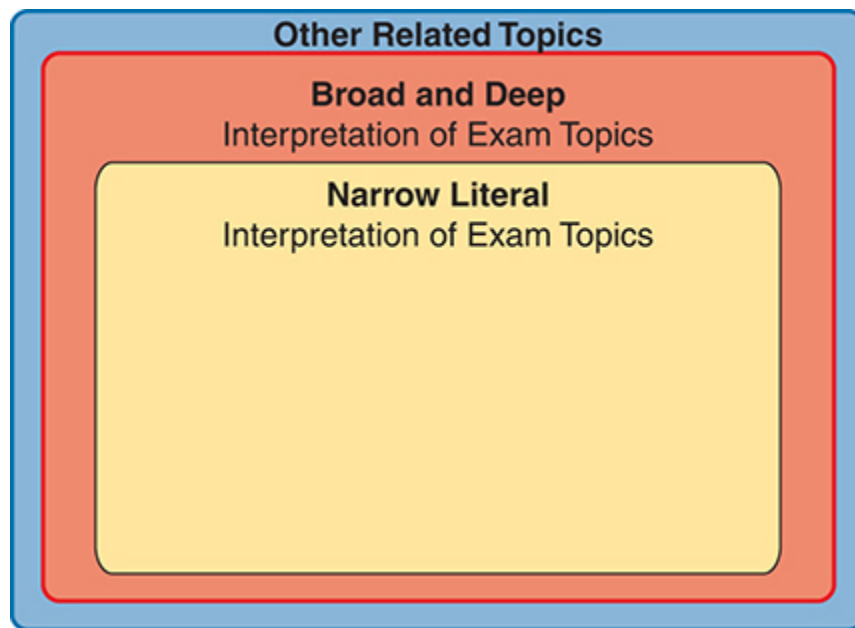 Other Related Topics
Broad and Deep
Interpretation of Exam Topics
Narrow Literal
Interpretation of Exam Topics